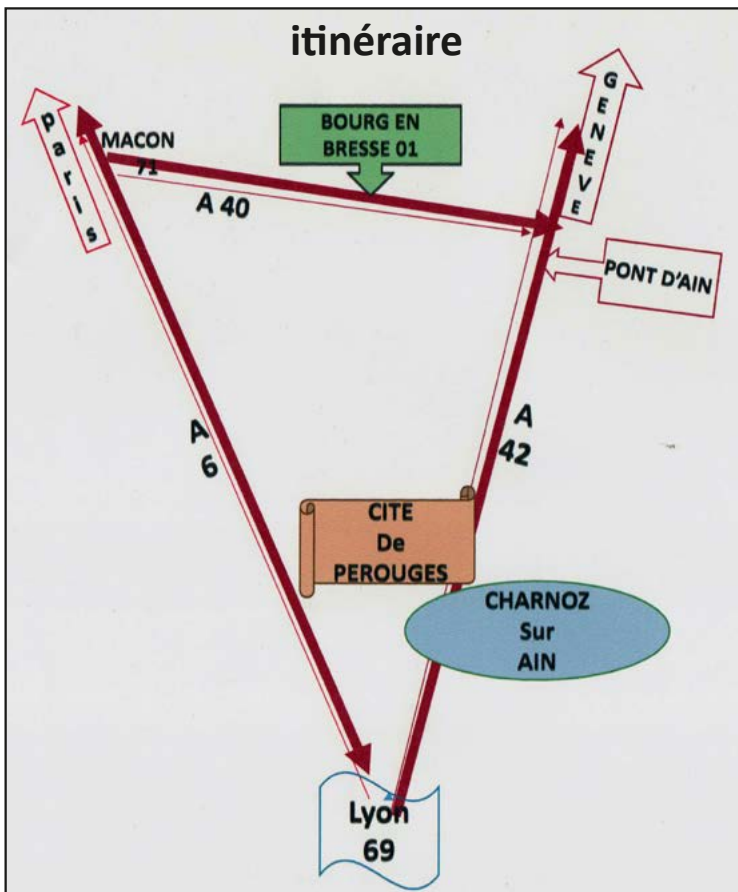 itinéraire
paris
GENEVE
MACON
71
BOURG EN
BRESSE 01
A 40
PONT D'AIN
A
6
A
42
CITE
De
PEROUGES
CHARNOZ
Sur
AIN
Lyon
69